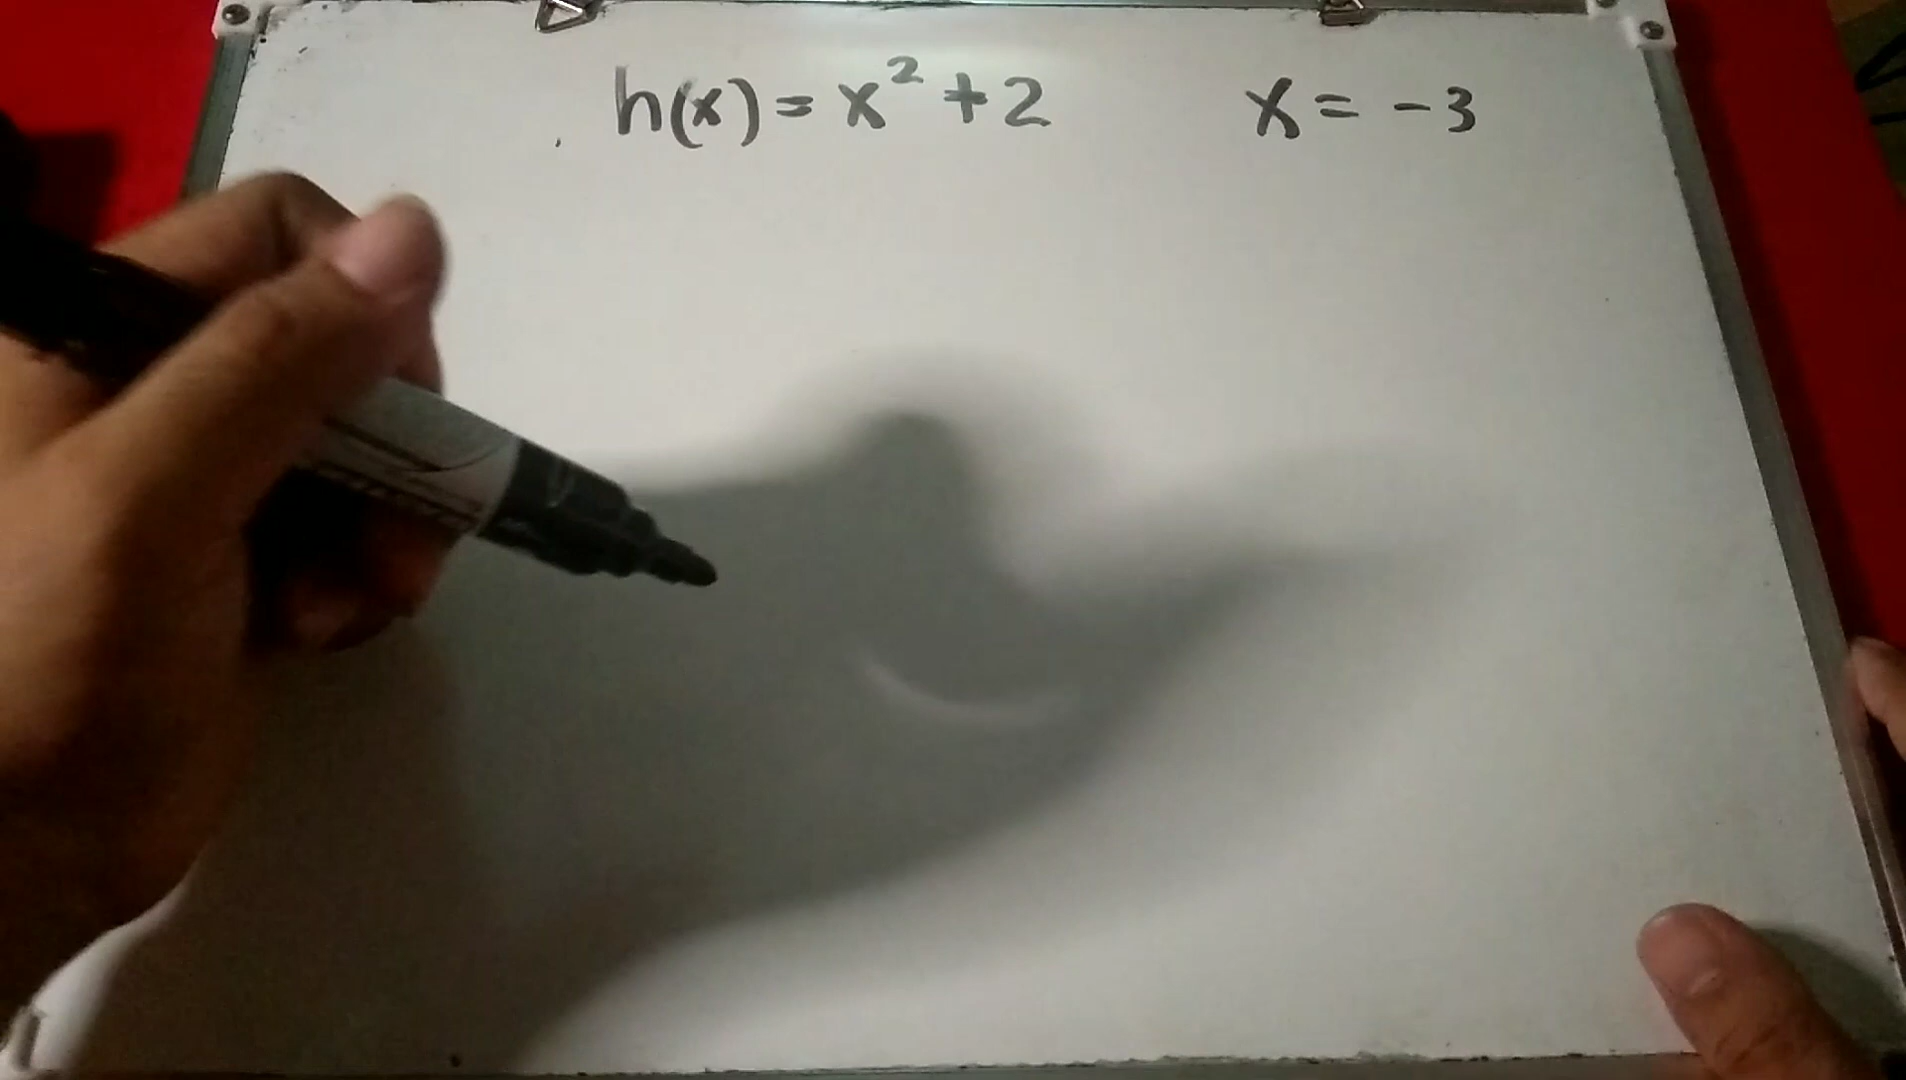 h(x) = x² + 2    x = -3